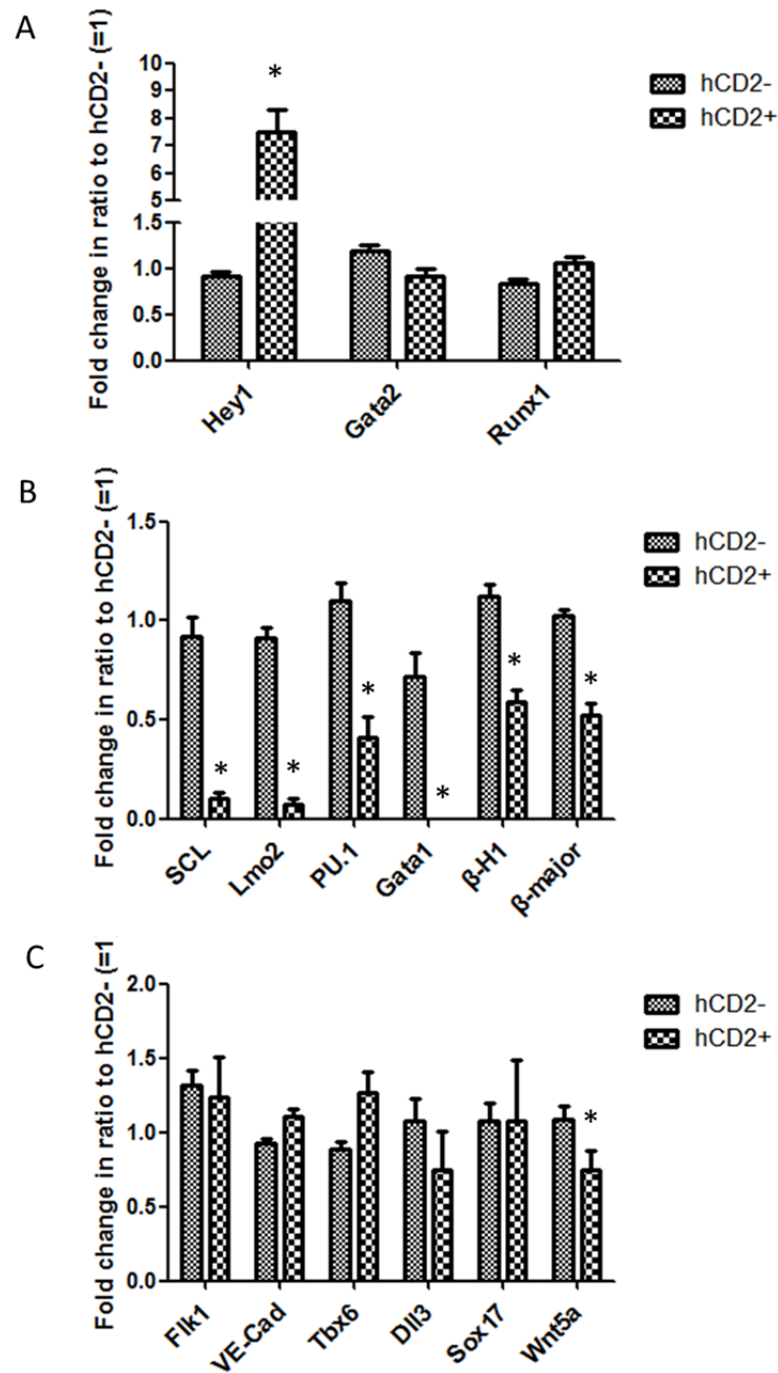 A
Fold change in ratio to hCD2- (=1)
10
9
8
7
6
5
1.5
1.0
0.5
0.0
*
Hey1
Gata2
Runx1
hCD2-
hCD2+
B
Fold change in ratio to hCD2- (=1)
1.5
1.0
0.5
0.0
*
*
*
*
*
*
SCL
Lmo2
PU.1
Gata1
β-H1
β-major
hCD2-
hCD2+
C
Fold change in ratio to hCD2- (=1
2.0
1.5
1.0
0.5
0.0
*
Flk1
VE-Cad
Tbx6
Dll3
Sox17
Wnt5a
hCD2-
hCD2+